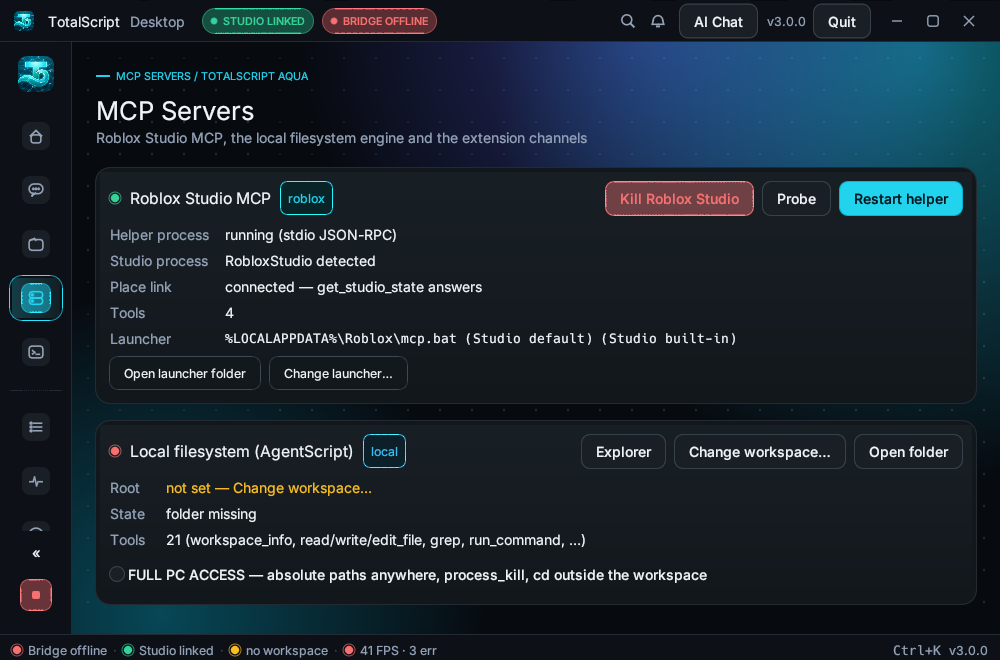 TotalScript Desktop STUDIO LINKED BRIDGE OFFLINE AI Chat v3.0.0 Quit
MCP SERVERS / TOTALSCRIPT AQUA
MCP Servers
Roblox Studio MCP, the local filesystem engine and the extension channels
Roblox Studio MCP roblox Kill Roblox Studio Probe Restart helper
Helper process running (stdio JSON-RPC)
Studio process RobloxStudio detected
Place link connected — get_studio_state answers
Tools 4
Launcher %LOCALAPPDATA%\Roblox\mcp.bat (Studio default) (Studio built-in)
Open launcher folder Change launcher...
Local filesystem (AgentScript) local Explorer Change workspace... Open folder
Root not set — Change workspace...
State folder missing
Tools 21 (workspace_info, read/write/edit_file, grep, run_command, ...)
FULL PC ACCESS — absolute paths anywhere, process_kill, cd outside the workspace
«
Bridge offline · Studio linked · no workspace · 41 FPS · 3 err Ctrl+K v3.0.0